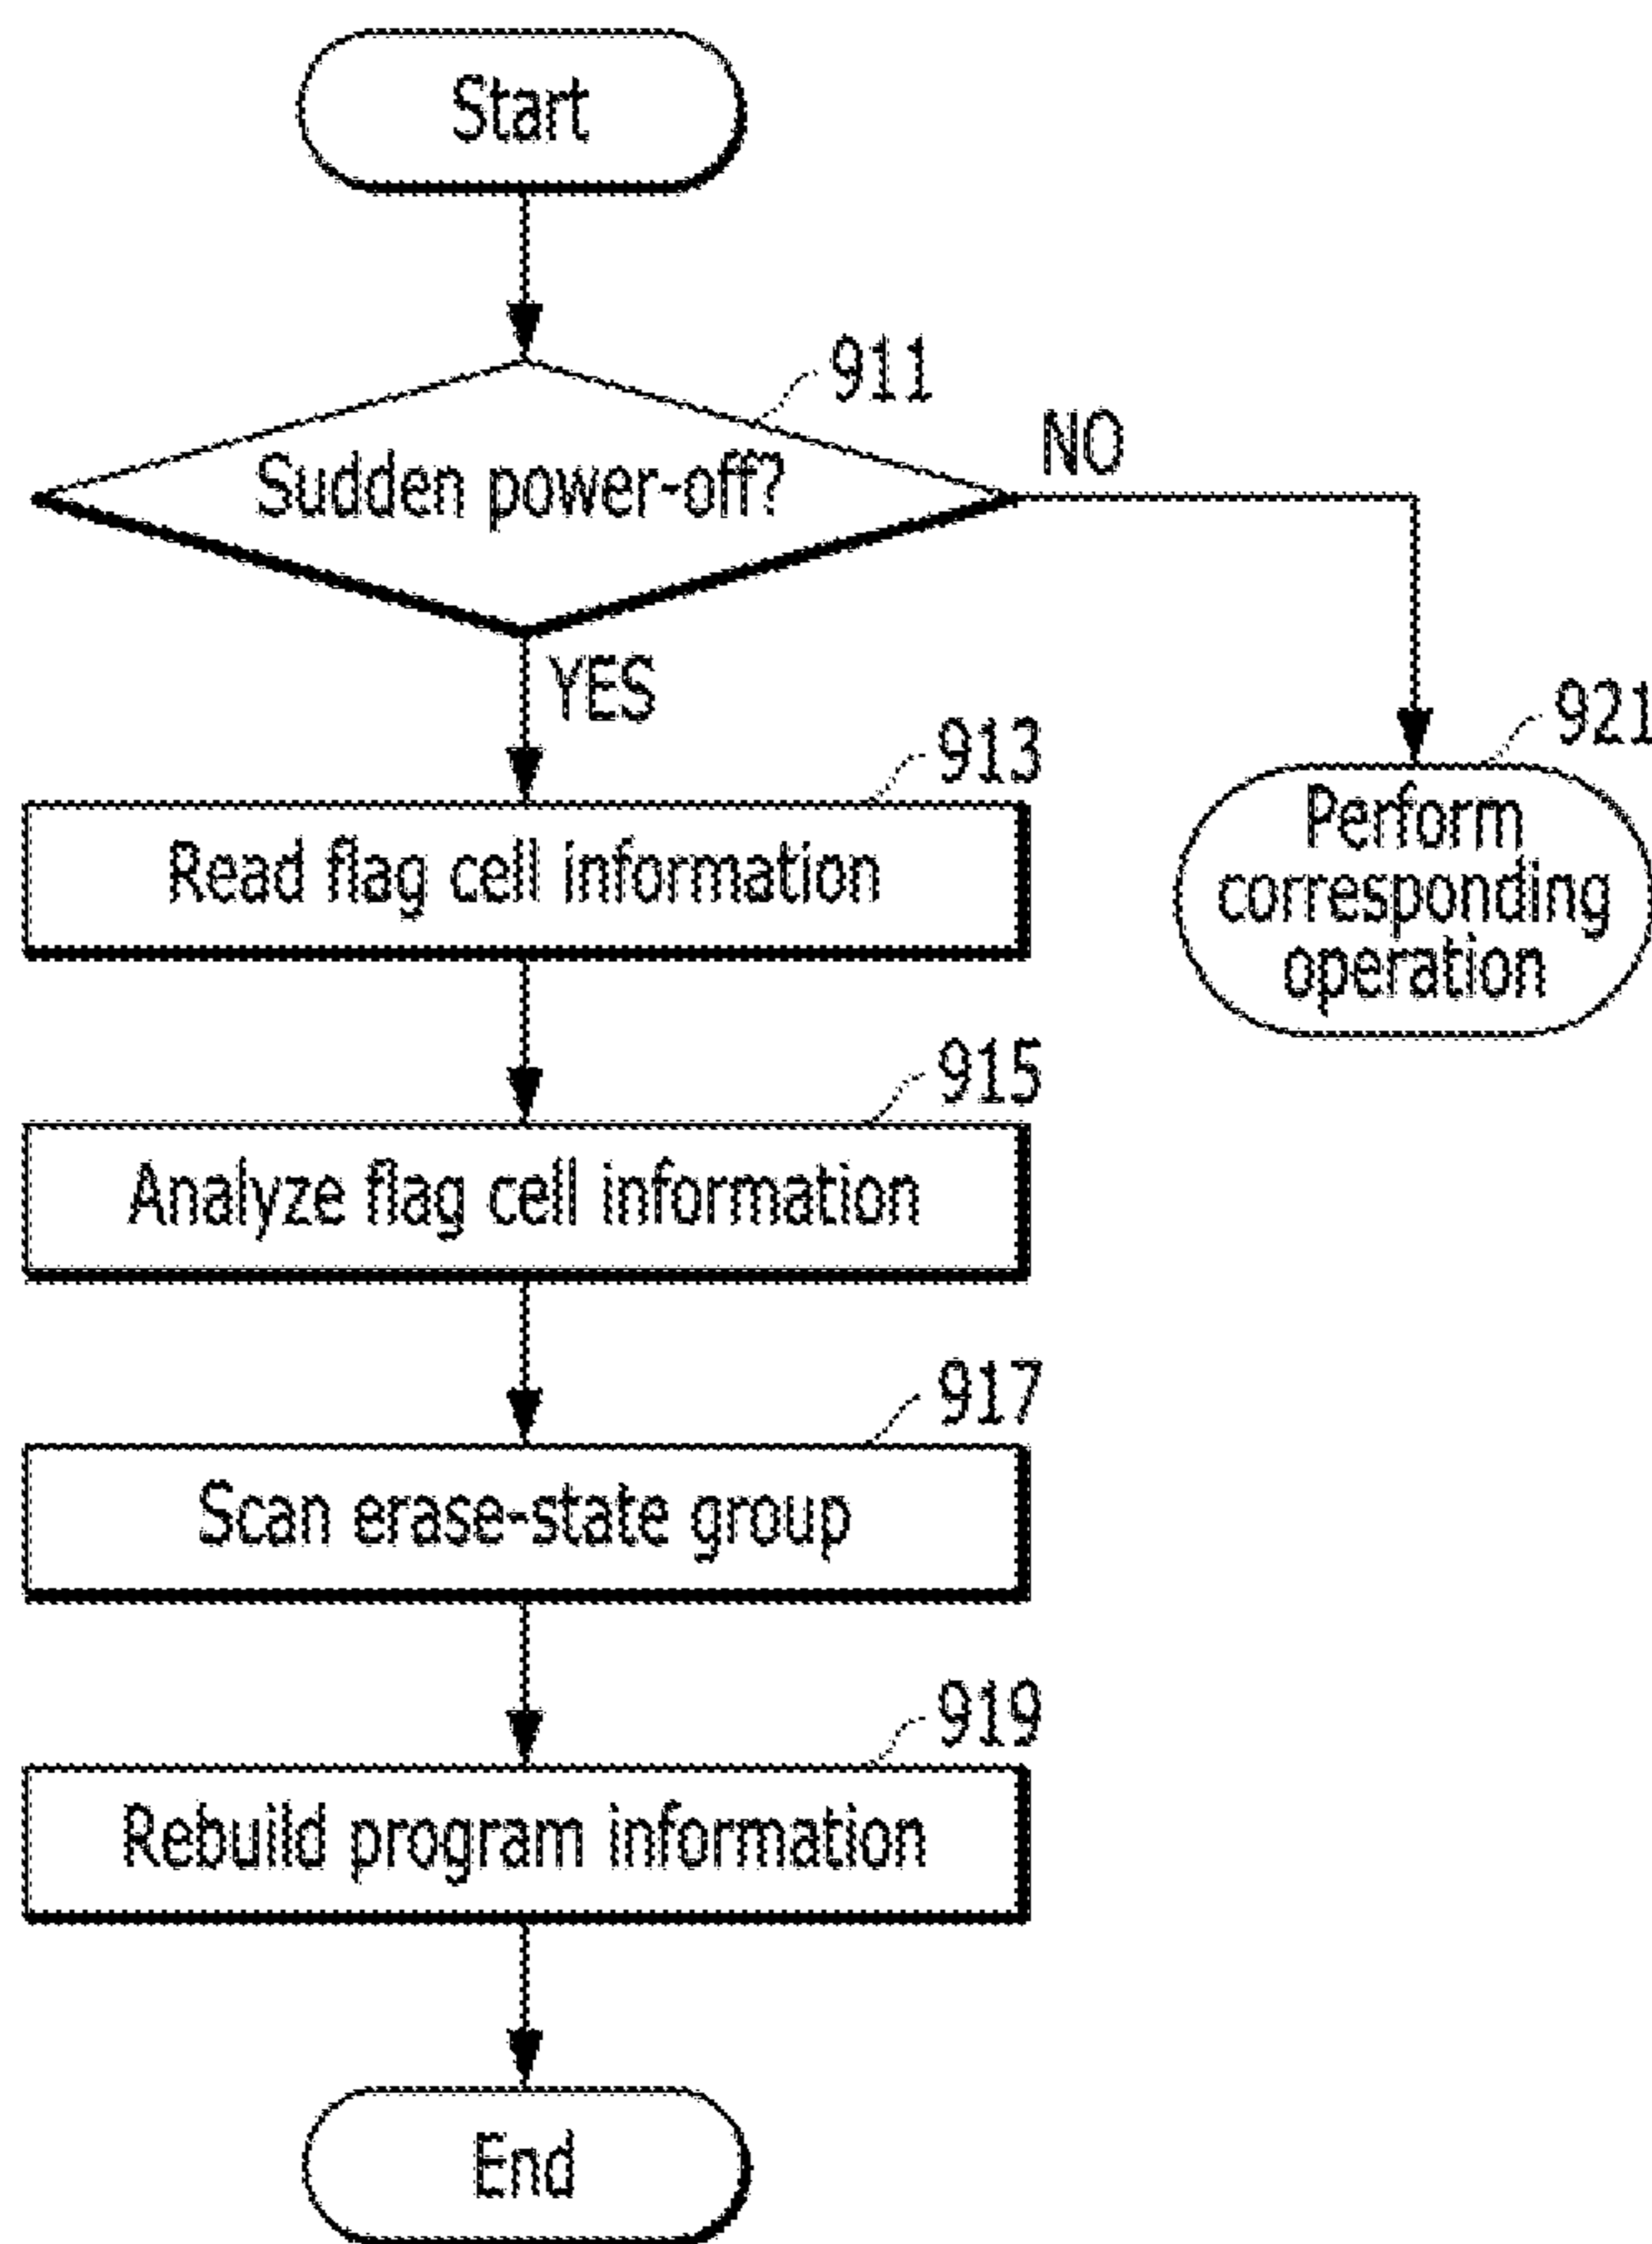 Start
911
Sudden power-off?
NO
YES
913
Read flag cell information
921
Perform
corresponding
operation
915
Analyze flag cell information
917
Scan erase-state group
919
Rebuild program information
End